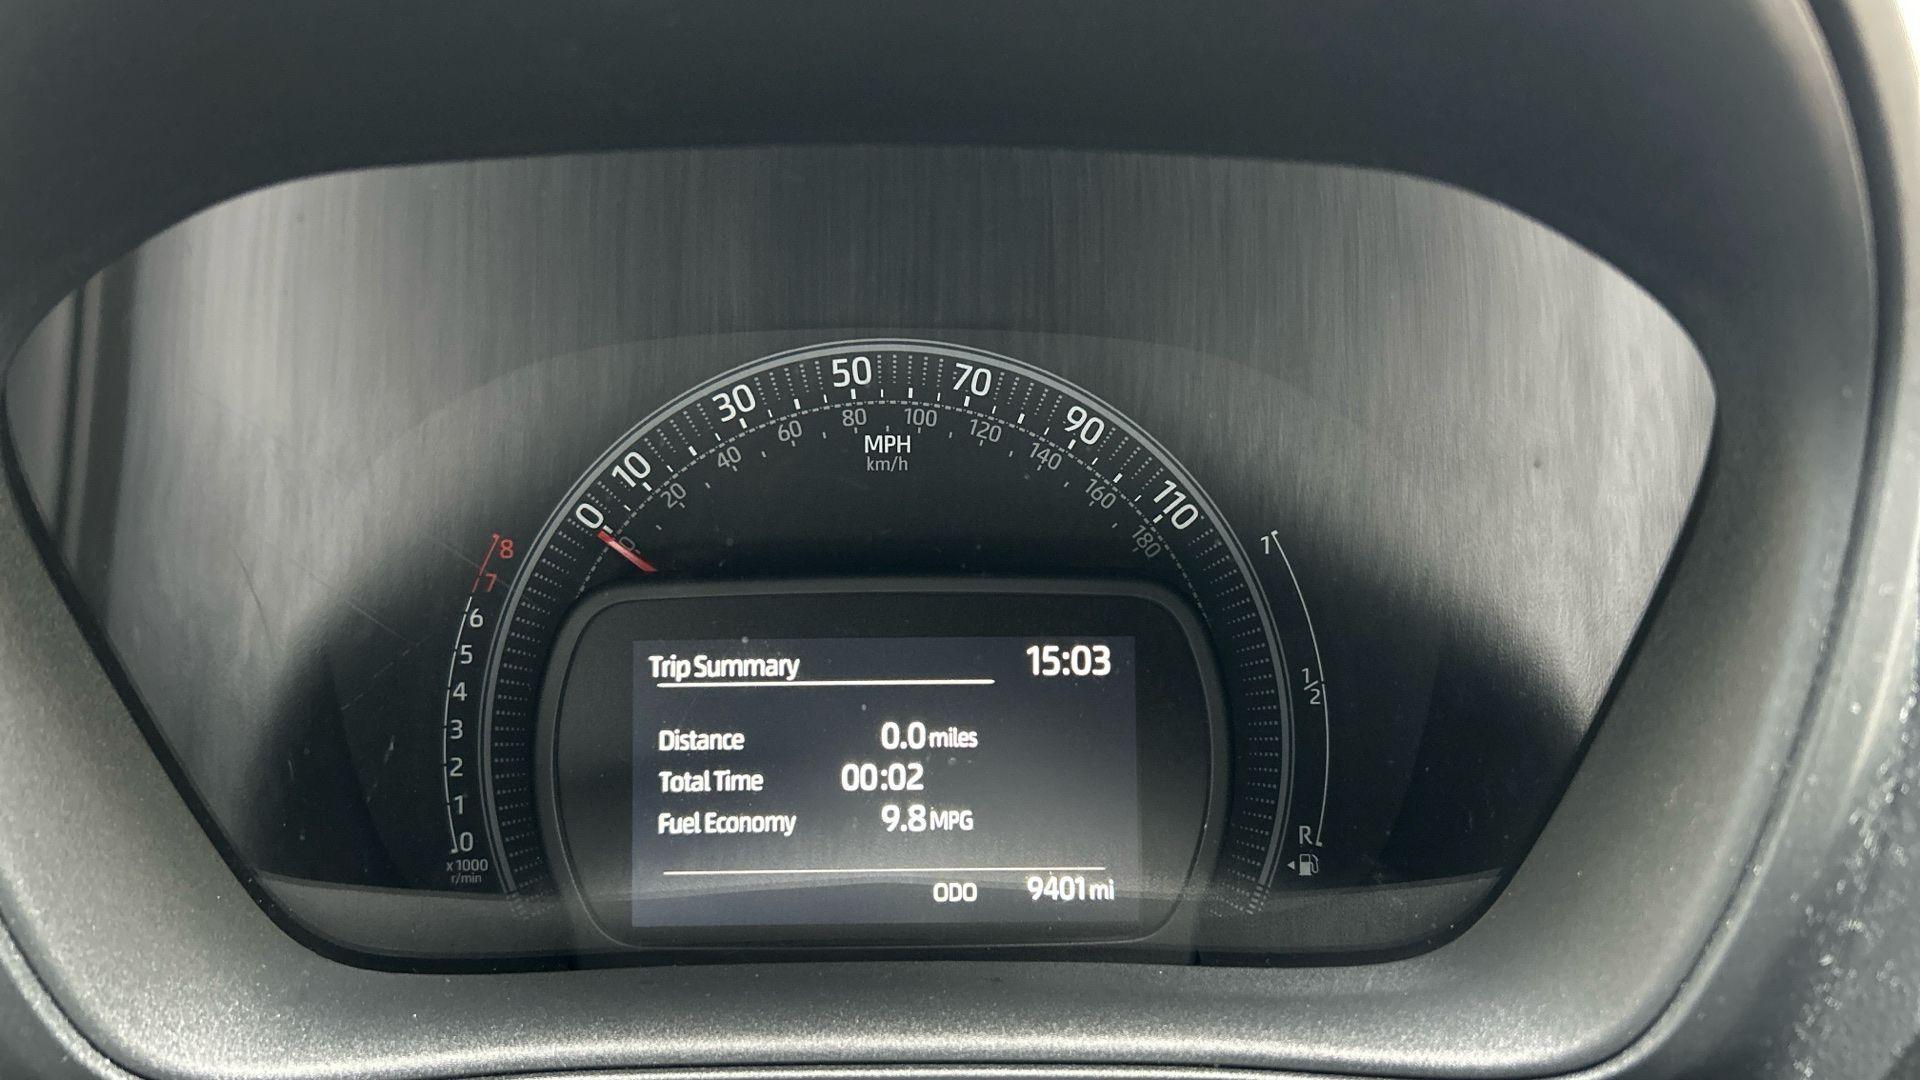 50
30
70
10
90
0
110
80
100
60
120
40
MPH
140
20
km/h
160
0
180
8
7
6
5
4
3
2
1
0
x 1000
r/min
1
1/2
R
Trip Summary 15:03
Distance 0.0 miles
Total Time 00:02
Fuel Economy 9.8 MPG
ODO 9401 mi